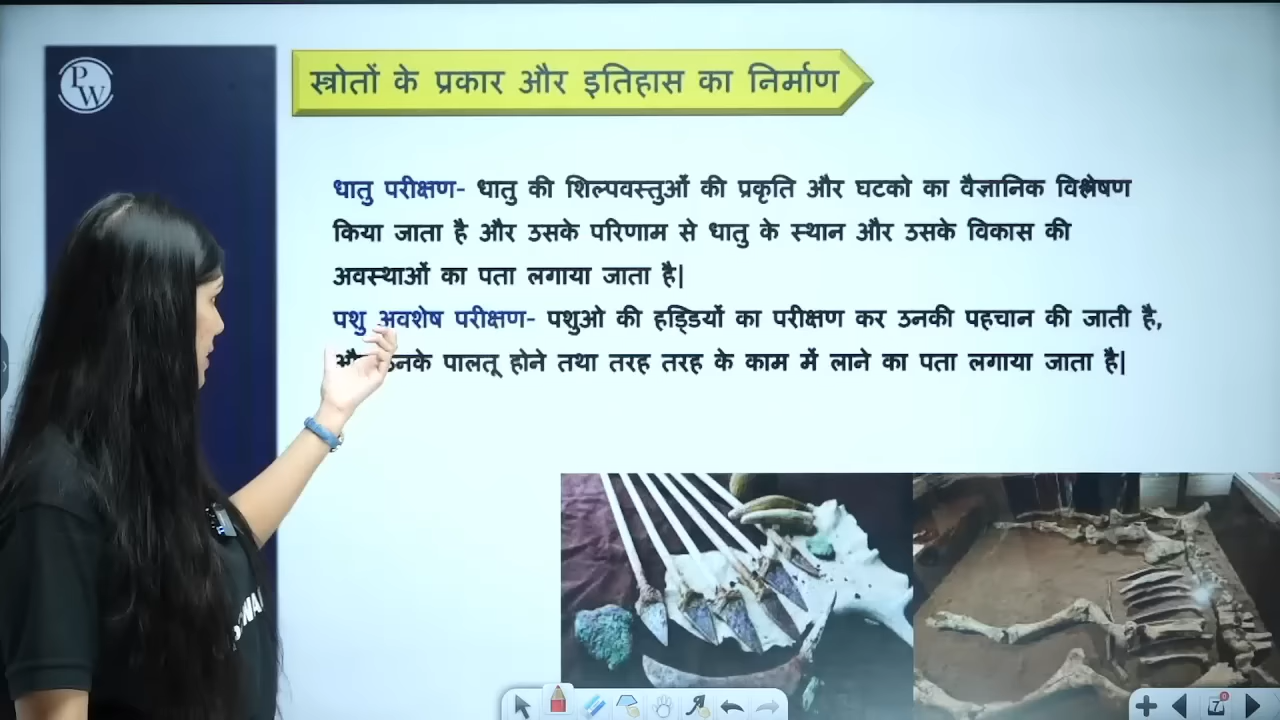 PW
स्त्रोतों के प्रकार और इतिहास का निर्माण
धातु परीक्षण- धातु की शिल्पवस्तुओं की प्रकृति और घटको का वैज्ञानिक विश्लेषण
किया जाता है और उसके परिणाम से धातु के स्थान और उसके विकास की
अवस्थाओं का पता लगाया जाता है|
पशु अवशेष परीक्षण- पशुओ की हड्डियों का परीक्षण कर उनकी पहचान की जाती है,
पालतू होने तथा तरह तरह के काम में लाने का पता लगाया जाता है|
7